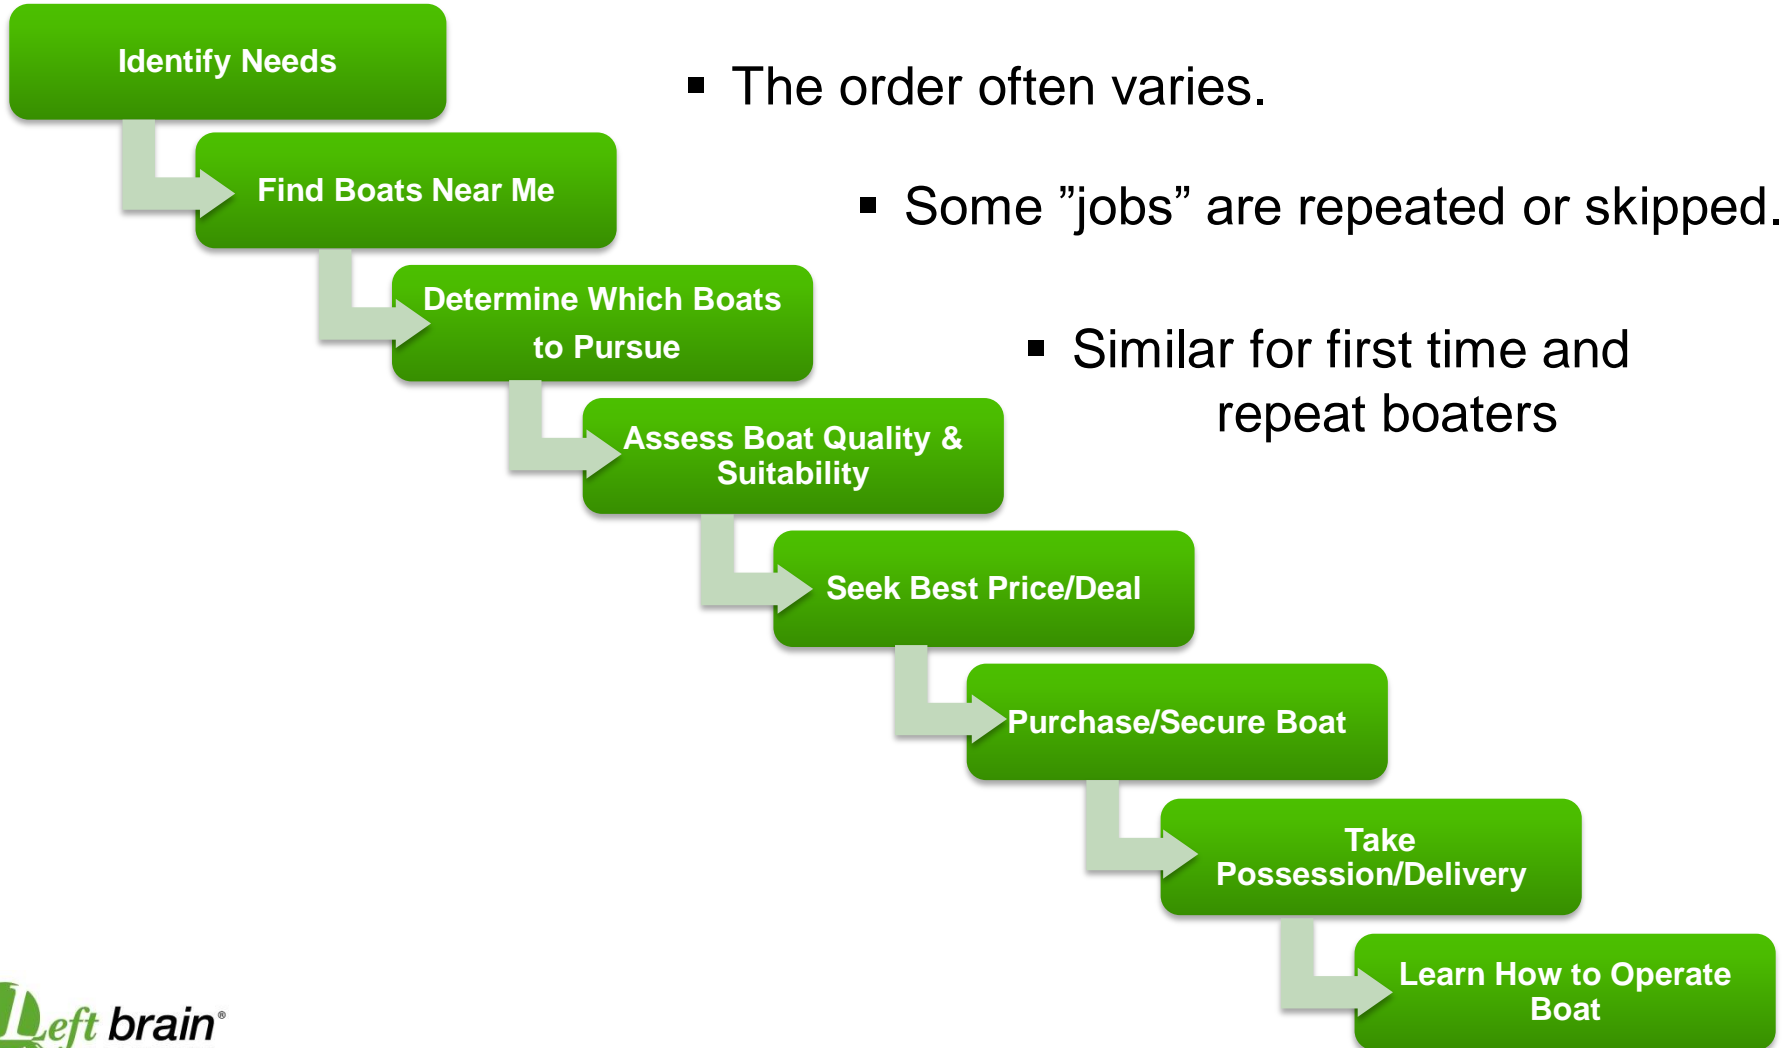 Identify Needs
▪ The order often varies.
Find Boats Near Me
▪ Some ”jobs” are repeated or skipped.
Determine Which Boats
to Pursue
▪ Similar for first time and
repeat boaters
Assess Boat Quality &
Suitability
Seek Best Price/Deal
Purchase/Secure Boat
Take
Possession/Delivery
Learn How to Operate
Boat
Left brain®